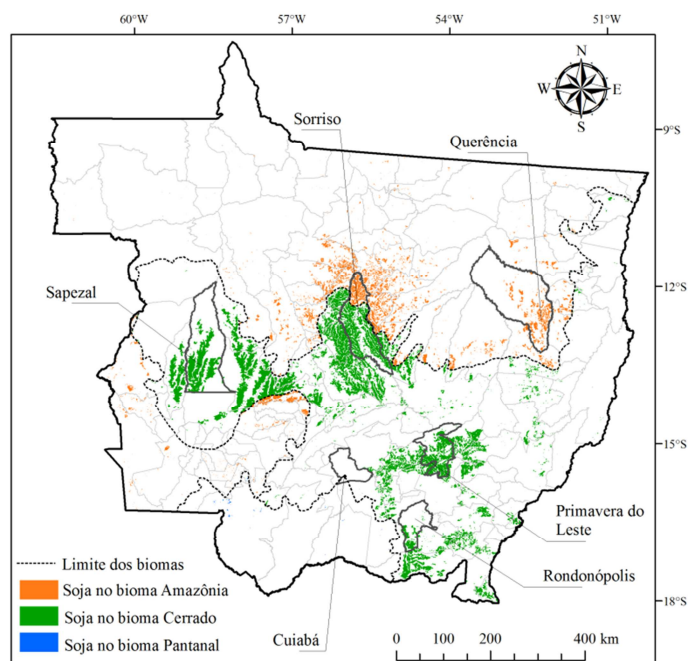 60°W 57°W 54°W 51°W
N
W E
S
Sorriso
9°S
Querência
Sapezal
12°S
15°S
Primavera do
Leste
Limite dos biomas
Rondonópolis
Soja no bioma Amazônia
18°S
Soja no bioma Cerrado
Soja no bioma Pantanal
Cuiabá
0 100 200 400 km